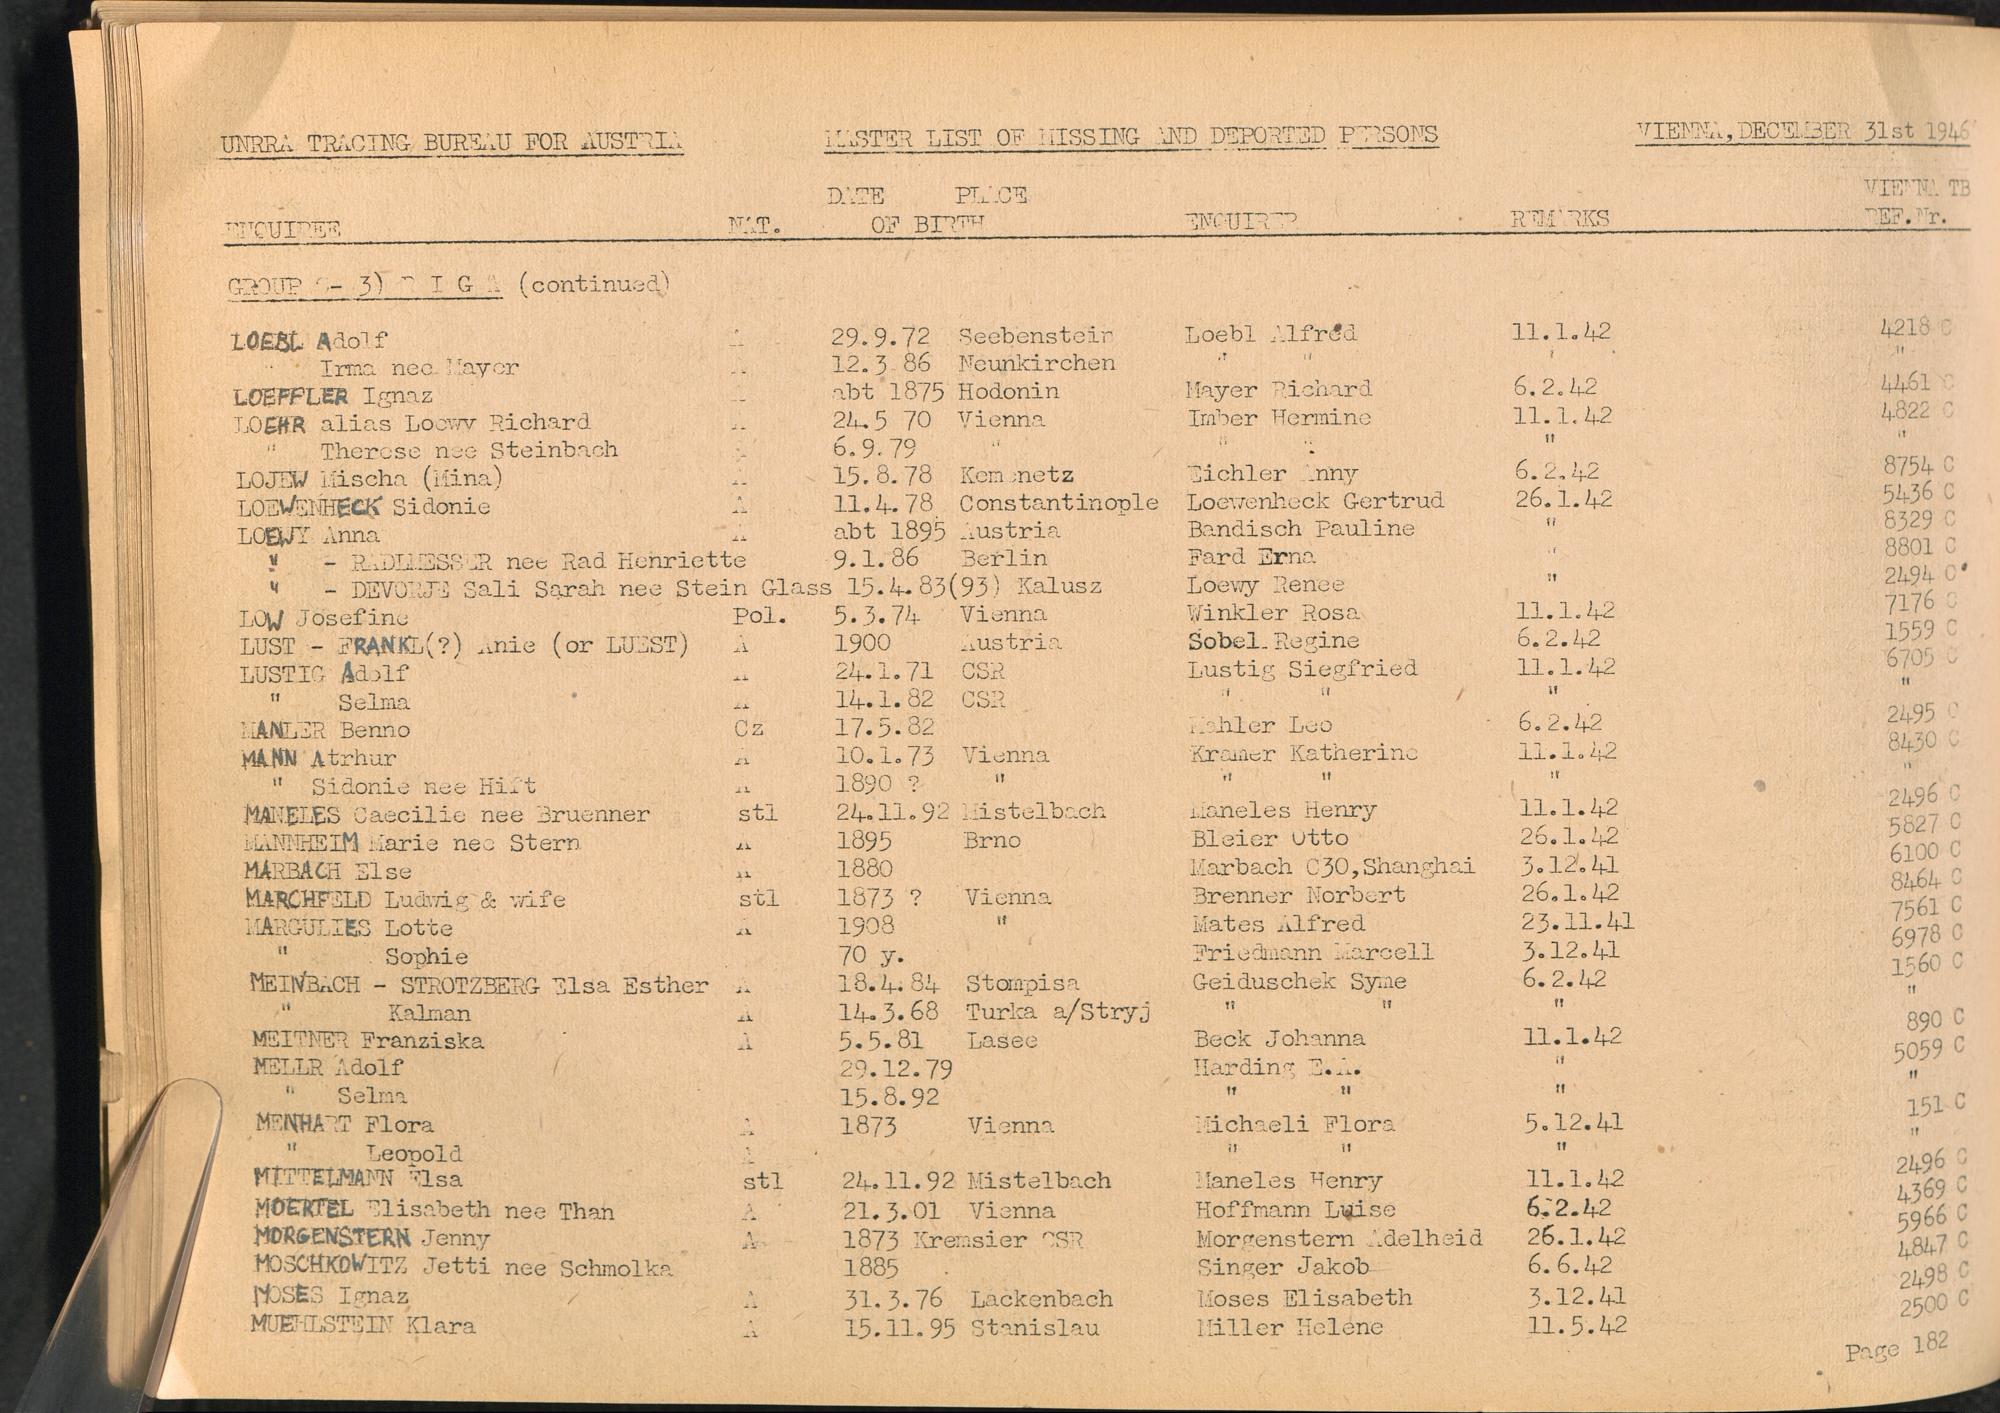 UNRRA TRACING BUREAU FOR AUSTRIA MASTER LIST OF MISSING AND DEPORTED PERSONS VIENNA, DECEMBER 31st 1946
DATE PLACE VIENNA TB
ENQUIREE NAT. OF BIRTH ENQUIRER REMARKS REF.Nr.
GROUP - 3) R I G A (continued)
LOEBL Adolf A 29.9.72 Seebenstein Loebl Alfred 11.1.42 4218 C
" Irma nee Mayer A 12.3.86 Neunkirchen " " " "
LOEFFLER Ignaz A abt 1875 Hodonin Mayer Richard 6.2.42 4461 C
LOEHR alias Loewy Richard A 24.5 70 Vienna Imber Hermine 11.1.42 4822 C
" Therese nee Steinbach A 6.9.79 " " " " "
LOJEW Mischa (Mina) A 15.8.78 Kemenetz Eichler Anny 6.2.42 8754 C
LOEWENHECK Sidonie A 11.4.78 Constantinople Loewenheck Gertrud 26.1.42 5436 C
LOEWY Anna A abt 1895 Austria Bandisch Pauline " 8329 C
" - RADLMESSER nee Rad Henriette 9.1.86 Berlin Fard Erna " 8801 C
" - DEVORJE Sali Sarah nee Stein Glass 15.4.83(93) Kalusz Loewy Renee " 2494 C
LOW Josefine Pol. 5.3.74 Vienna Winkler Rosa 11.1.42 7176 C
LUST - FRANKL(?) Anie (or LUEST) A 1900 Austria Sobel Regine 6.2.42 1559 C
LUSTIG Adolf A 24.1.71 CSR Lustig Siegfried 11.1.42 6705 C
" Selma A 14.1.82 CSR " " " "
MANLER Benno Cz 17.5.82 Mahler Leo 6.2.42 2495 C
MANN Atrhur A 10.1.73 Vienna Kramer Katherine 11.1.42 8430 C
" Sidonie nee Hift A 1890 ? " " " " "
MANELES Caecilie nee Bruenner stl 24.11.92 Mistelbach Maneles Henry 11.1.42 2496 C
MANNHEIM Marie nee Stern A 1895 Brno Bleier Otto 26.1.42 5827 C
MARBACH Else A 1880 Marbach C30,Shanghai 3.12.41 6100 C
MARCHFELD Ludwig & wife stl 1873 ? Vienna Brenner Norbert 26.1.42 8464 C
MARGULIES Lotte A 1908 " Mates Alfred 23.11.41 7561 C
" Sophie 70 y. Friedmann Marcell 3.12.41 6978 C
MEINBACH - STROTZBERG Elsa Esther A 18.4.84 Stompisa Geiduschek Syme 6.2.42 1560 C
" Kalman A 14.3.68 Turka a/Stryj " " " "
MEITNER Franziska A 5.5.81 Lasee Beck Johanna 11.1.42 890 C
MELLR Adolf 29.12.79 Harding E.A. " 5059 C
" Selma 15.8.92 " " " "
MENHART Flora A 1873 Vienna Michaeli Flora 5.12.41 151 C
" Leopold A " " " "
MITTELMANN Elsa stl 24.11.92 Mistelbach Maneles Henry 11.1.42 2496 C
MOERTEL Elisabeth nee Than A 21.3.01 Vienna Hoffmann Luise 6.2.42 4369 C
MORGENSTERN Jenny A 1873 Kremsier CSR Morgenstern Adelheid 26.1.42 5966 C
MOSCHKOWITZ Jetti nee Schmolka 1885 Singer Jakob 6.6.42 4847 C
MOSES Ignaz A 31.3.76 Lackenbach Moses Elisabeth 3.12.41 2498 C
MUEHLSTEIN Klara A 15.11.95 Stanislau Miller Helene 11.5.42 2500 C
Page 182